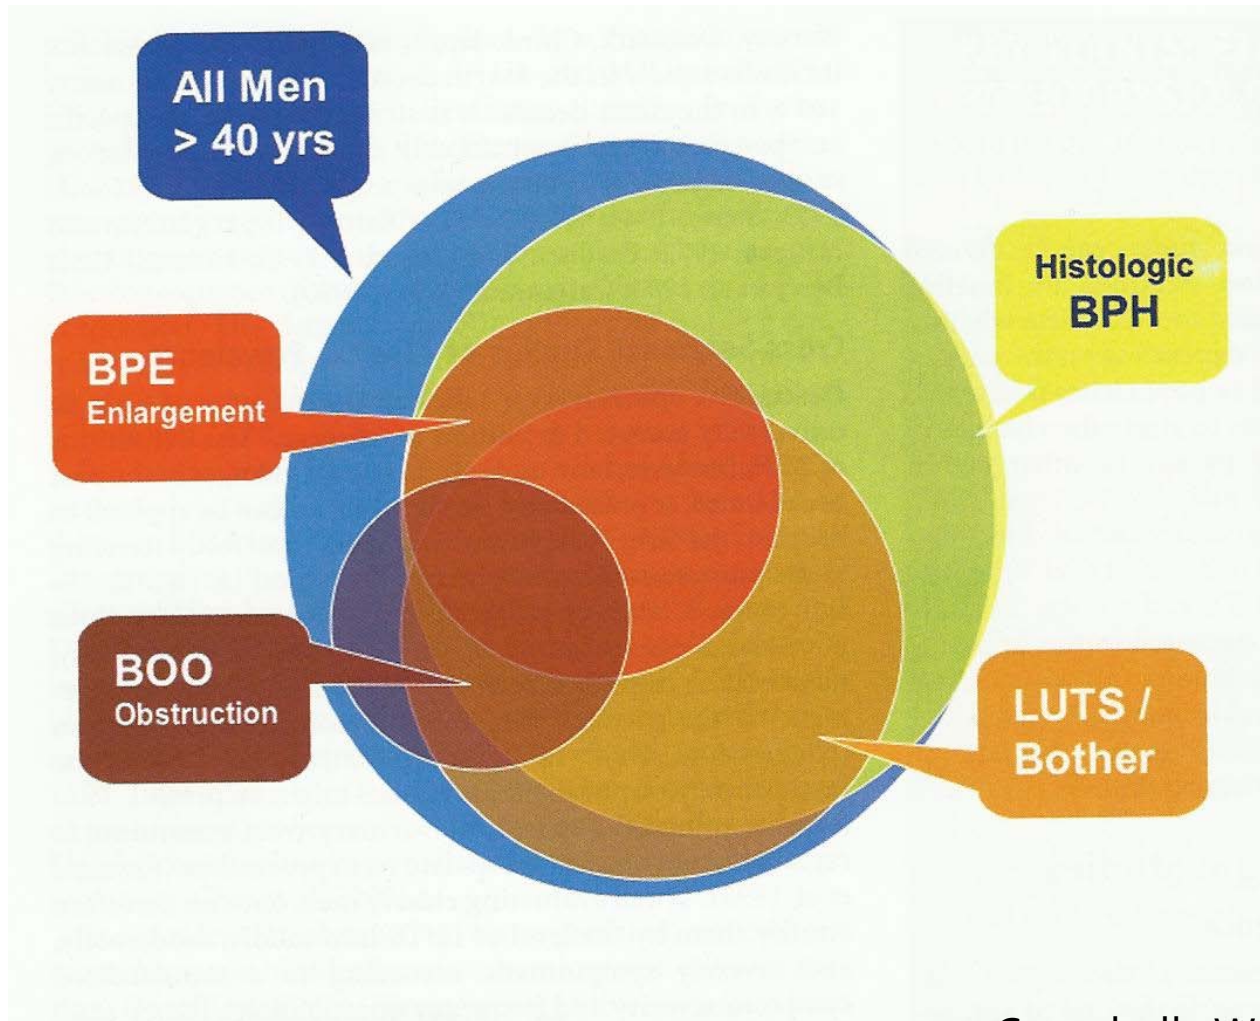 All Men
> 40 yrs
Histologic
BPH
BPE
Enlargement
BOO
Obstruction
LUTS /
Bother